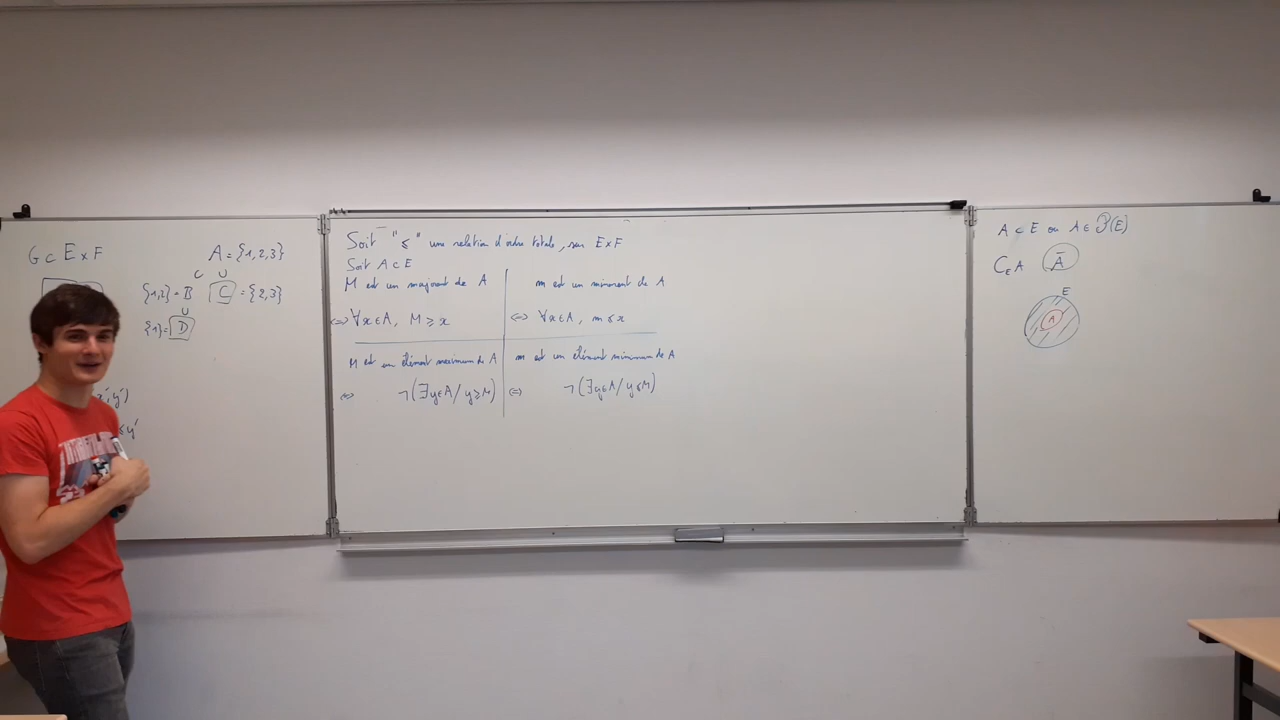 G ⊂ E × F
A = {1,2,3}
⊂ ∪
{1,2} = B C = {2,3}
∪
{1} = D
x', y')
≤ y'
Soit "≤" une relation d'ordre totale, sur E×F
Soit A ⊂ E
M est un majorant de A
⇔ ∀x∈A, M ≥ x
m est un minorant de A
⇔ ∀x∈A, m ≤ x
M est un élément maximum de A
⇔ ¬(∃y∈A / y ≥ M)
m est un élément minimum de A
⇔ ¬(∃y∈A / y ≤ M)
A ⊂ E ou A ∈ P(E)
C_E A Ā
E
A